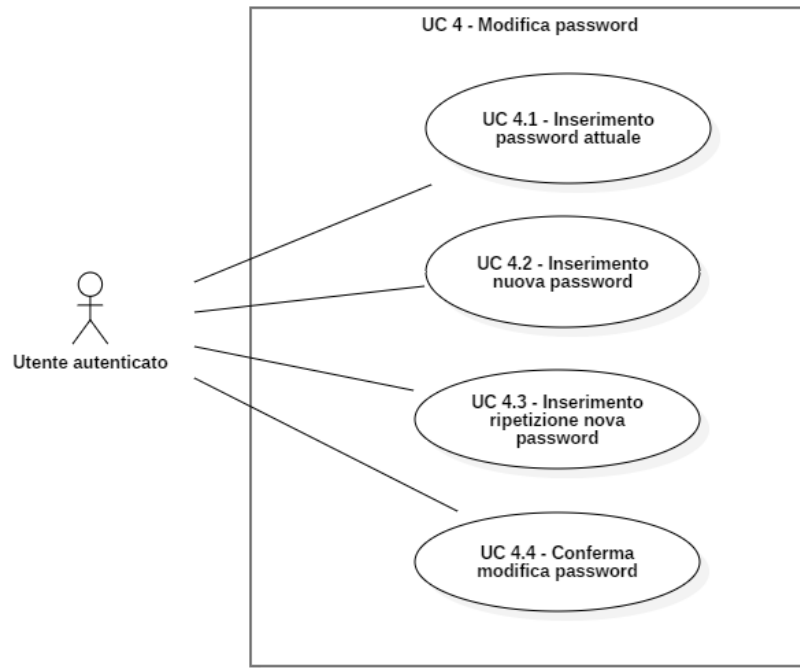 UC 4 - Modifica password
UC 4.1 - Inserimento
password attuale
UC 4.2 - Inserimento
nuova password
Utente autenticato
UC 4.3 - Inserimento
ripetizione nova
password
UC 4.4 - Conferma
modifica password